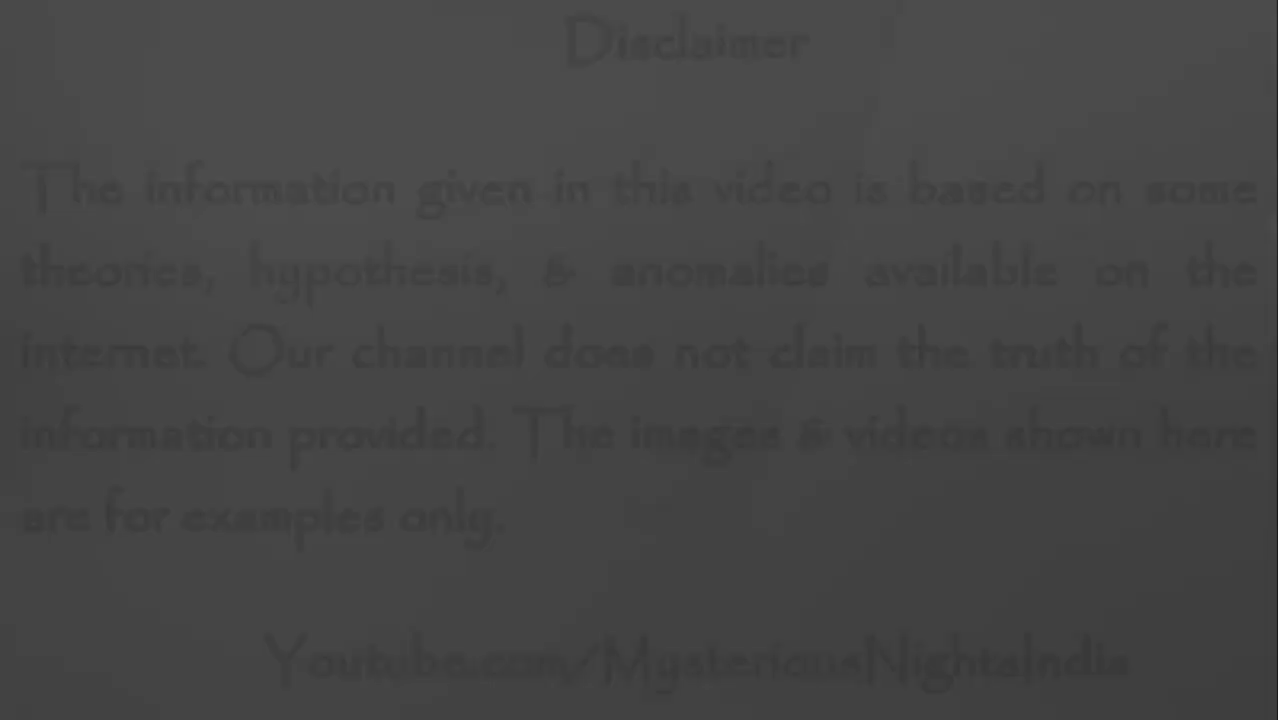 Disclaimer
The information given in this video is based on some
theories, hypothesis, & anomalies available on the
internet. Our channel does not claim the truth of the
information provided. The images & videos shown here
are for examples only.
Youtube.com/MysteriousNightsIndia